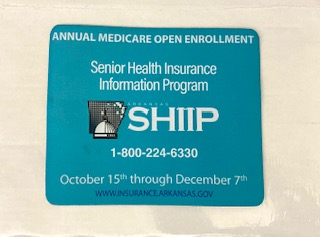 ANNUAL MEDICARE OPEN ENROLLMENT
Senior Health Insurance
Information Program
ARKANSAS
SHIIP
1-800-224-6330
October 15th through December 7th
WWW.INSURANCE.ARKANSAS.GOV